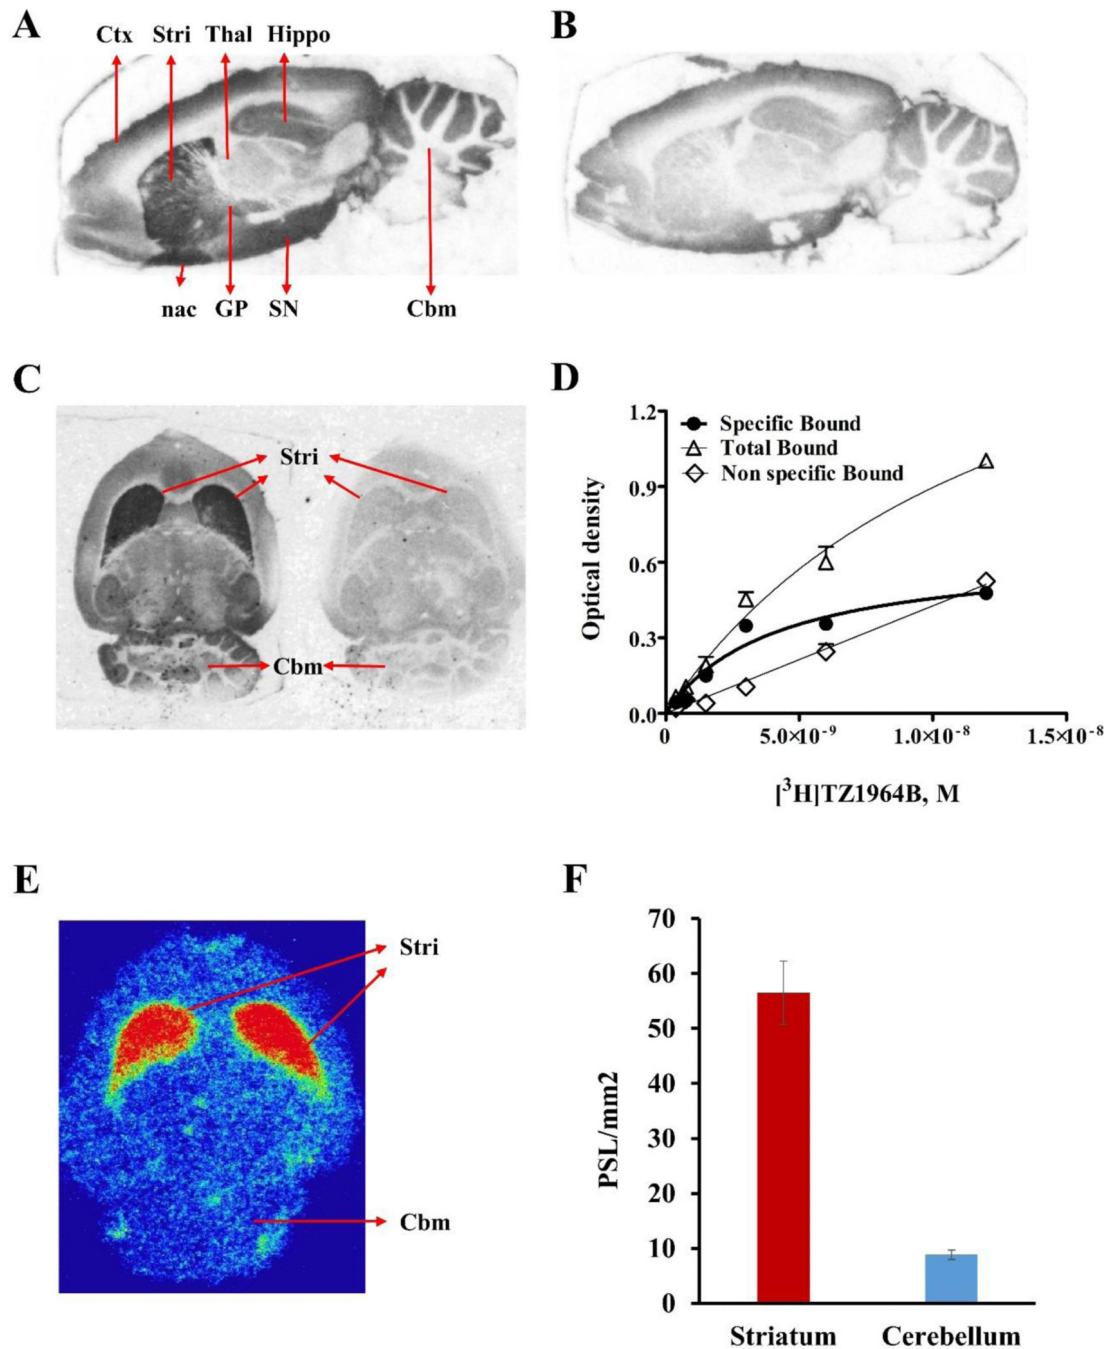 A
Ctx Stri Thal Hippo
nac GP SN Cbm
B
C
Stri
Cbm
D
Specific Bound
Total Bound
Non specific Bound
1.2
0.9
0.6
0.3
0.0
0 5.0×10⁻⁹ 1.0×10⁻⁸ 1.5×10⁻⁸
Optical density
[³H]TZ1964B, M
E
Stri
Cbm
F
70
60
50
40
30
20
10
0
PSL/mm2
Striatum Cerebellum